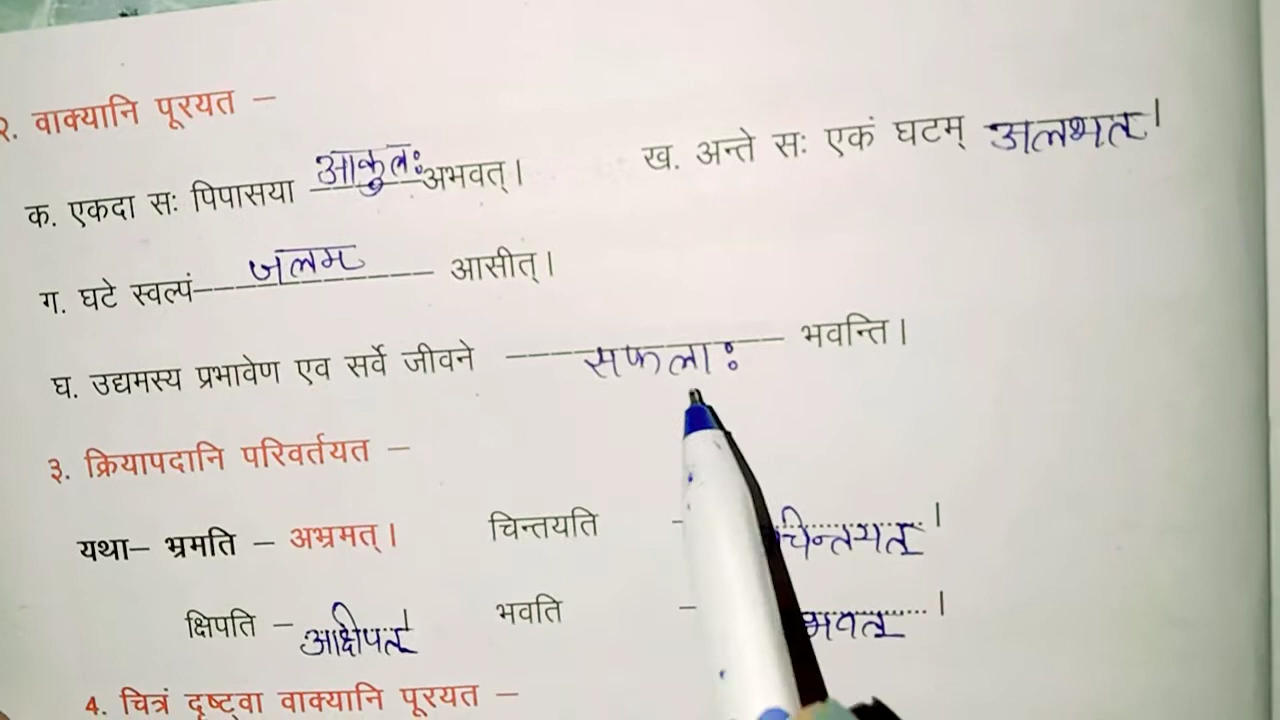 २. वाक्यानि पूरयत –
क. एकदा सः पिपासया आकुलः अभवत्। ख. अन्ते सः एकं घटम् अलभत्।
ग. घटे स्वल्पं जलम आसीत्।
घ. उद्यमस्य प्रभावेण एव सर्वे जीवने सफलाः भवन्ति।
३. क्रियापदानि परिवर्तयत –
यथा– भ्रमति – अभ्रमत्। चिन्तयति - चिन्तयत्।
क्षिपति – आक्षिपत् भवति – भवत्।
4. चित्रं दृष्ट्वा वाक्यानि पूरयत –